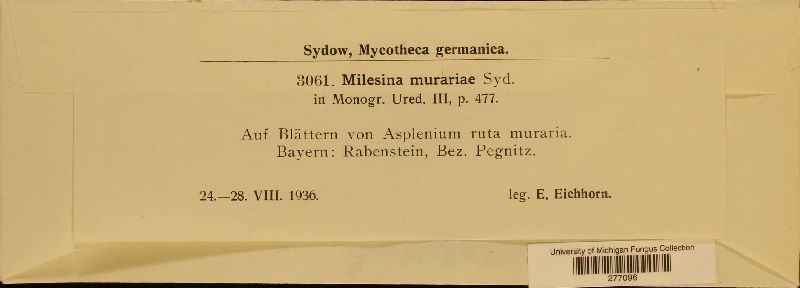 Sydow, Mycotheca germanica.
3061. Milesina murariae Syd.
in Monogr. Ured. III, p. 477.
Auf Blättern von Asplenium ruta muraria.
Bayern: Rabenstein, Bez. Pegnitz.
24.—28. VIII. 1936. leg. E. Eichhorn.
University of Michigan Fungus Collection
277096